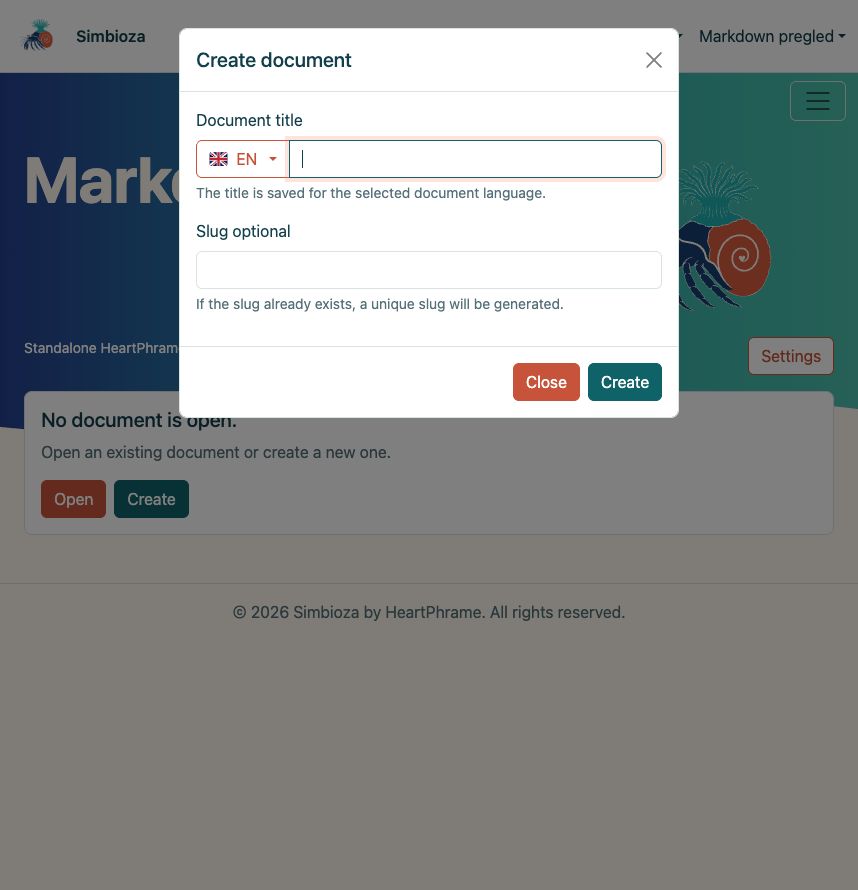 Simbioza
Markdown pregled
Create document
Document title
EN
The title is saved for the selected document language.
Slug optional
If the slug already exists, a unique slug will be generated.
Close
Create
Standalone HeartPhram
Settings
No document is open.
Open an existing document or create a new one.
Open
Create
© 2026 Simbioza by HeartPhrame. All rights reserved.